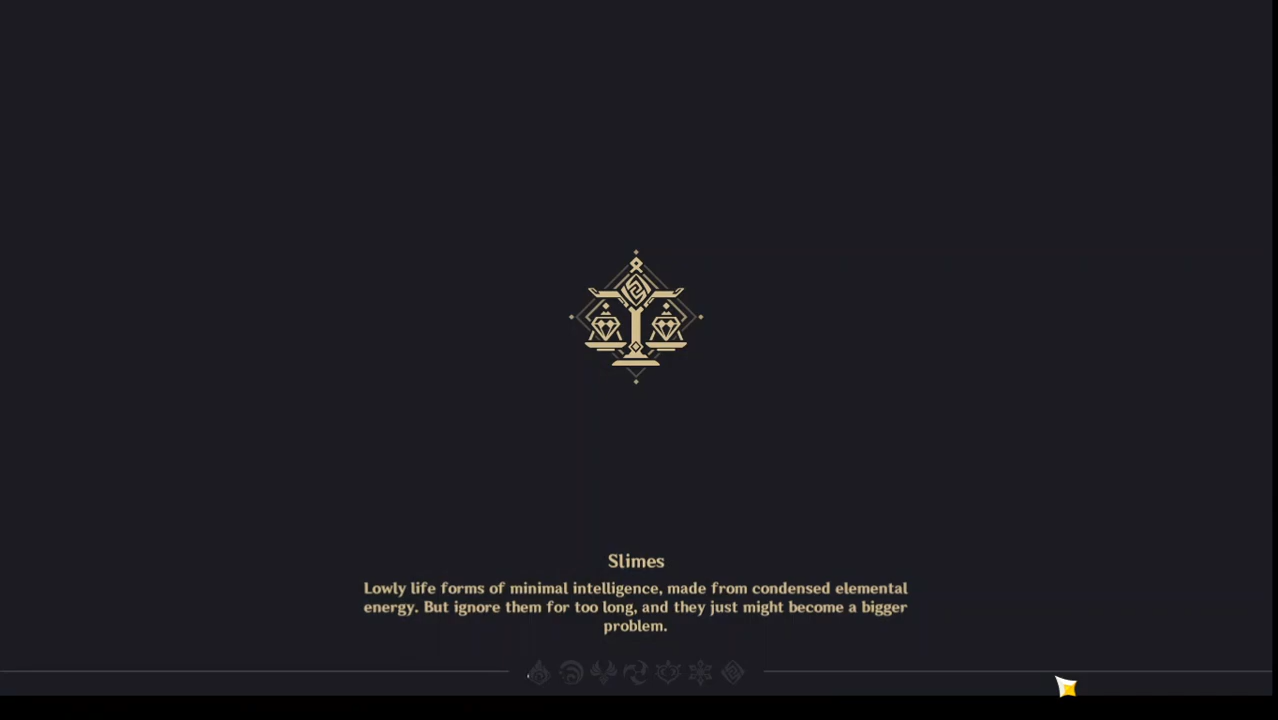 Slimes
Lowly life forms of minimal intelligence, made from condensed elemental
energy. But ignore them for too long, and they just might become a bigger
problem.